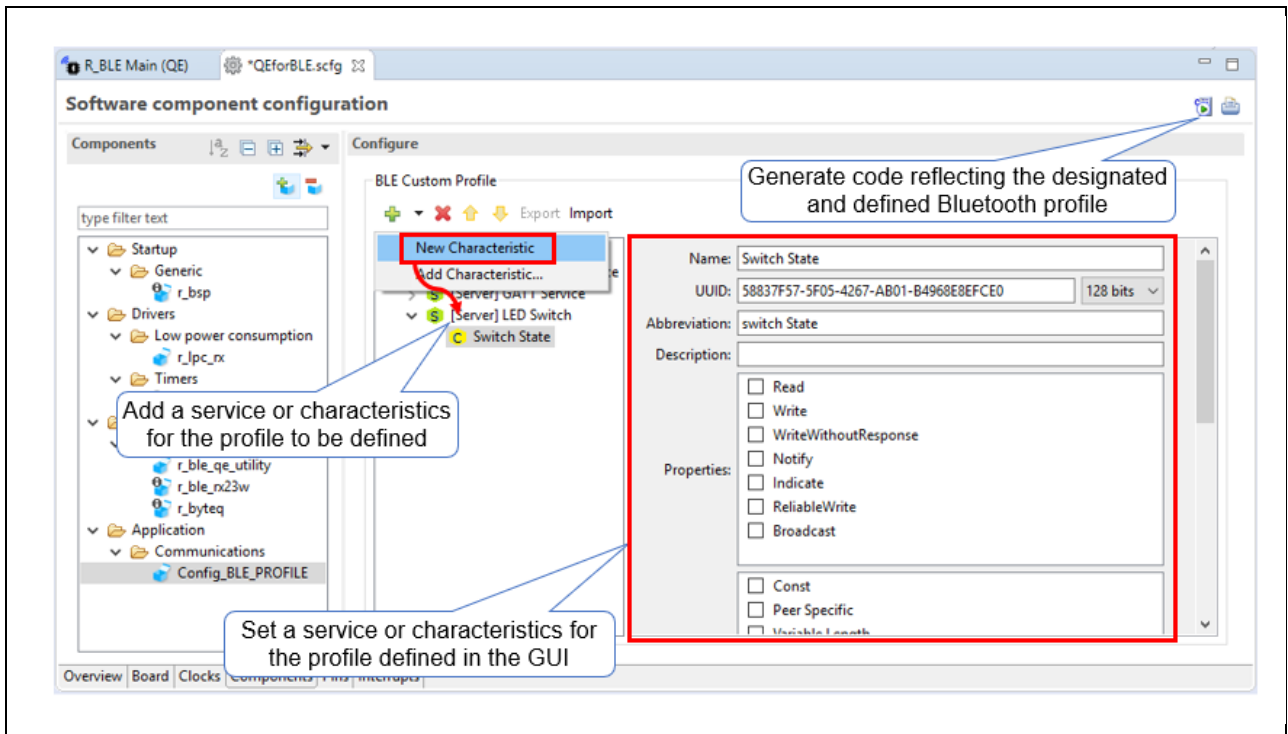 R_BLE Main (QE)
*QEforBLE.scfg
Software component configuration
Components
Configure
Generate code reflecting the designated
and defined Bluetooth profile
BLE Custom Profile
Export Import
type filter text
New Characteristic
Add Characteristic...
[Server] GATT Service
[Server] LED Switch
C Switch State
Startup
Generic
r_bsp
Drivers
Low power consumption
r_lpc_rx
Timers
Add a service or characteristics
for the profile to be defined
r_ble_qe_utility
r_ble_rx23w
r_byteq
Application
Communications
Config_BLE_PROFILE
Name: Switch State
UUID: 58837F57-5F05-4267-AB01-B4968E8EFCE0 128 bits
Abbreviation: switch State
Description:
Properties:
Read
Write
WriteWithoutResponse
Notify
Indicate
ReliableWrite
Broadcast
Const
Peer Specific
Variable Length
Set a service or characteristics for
the profile defined in the GUI
Overview Board Clocks Components Pins Interrupts